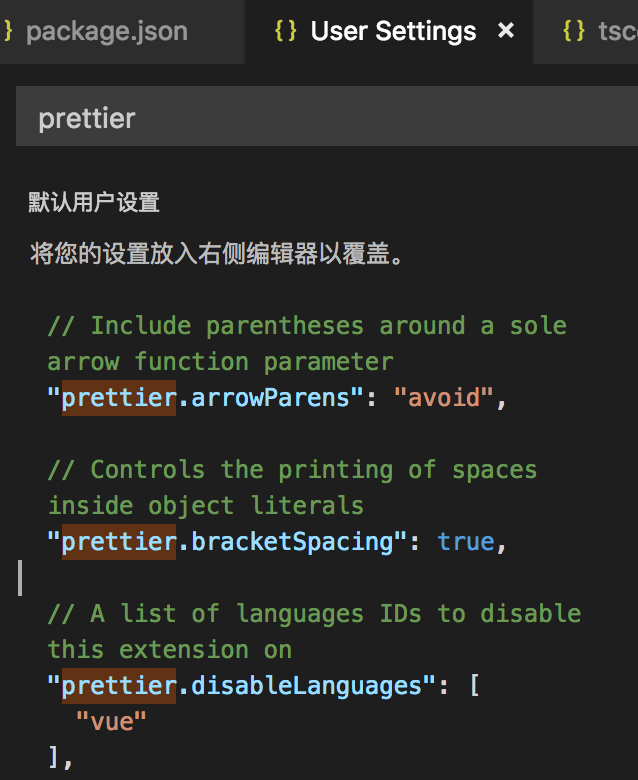 } package.json {} User Settings × {} tsc
prettier
默认用户设置
将您的设置放入右侧编辑器以覆盖。
// Include parentheses around a sole
arrow function parameter
"prettier.arrowParens": "avoid",
// Controls the printing of spaces
inside object literals
"prettier.bracketSpacing": true,
// A list of languages IDs to disable
this extension on
"prettier.disableLanguages": [
"vue"
],